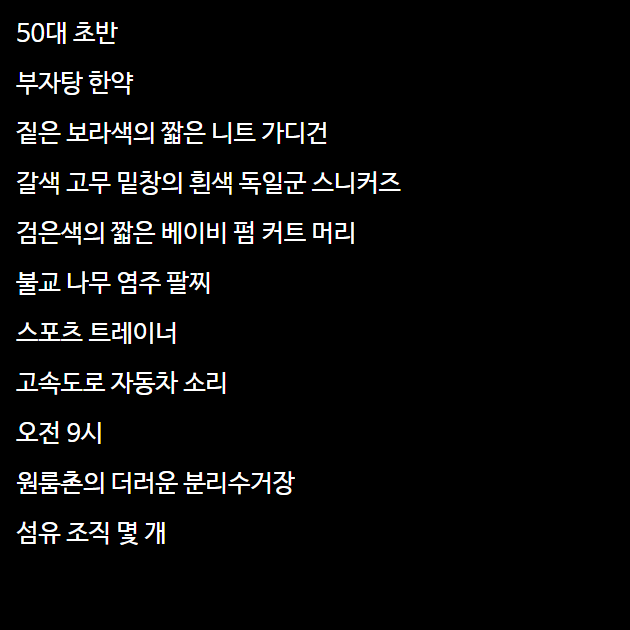 50대 초반
부자탕 한약
짙은 보라색의 짧은 니트 가디건
갈색 고무 밑창의 흰색 독일군 스니커즈
검은색의 짧은 베이비 펌 커트 머리
불교 나무 염주 팔찌
스포츠 트레이너
고속도로 자동차 소리
오전 9시
원룸촌의 더러운 분리수거장
섬유 조직 몇 개